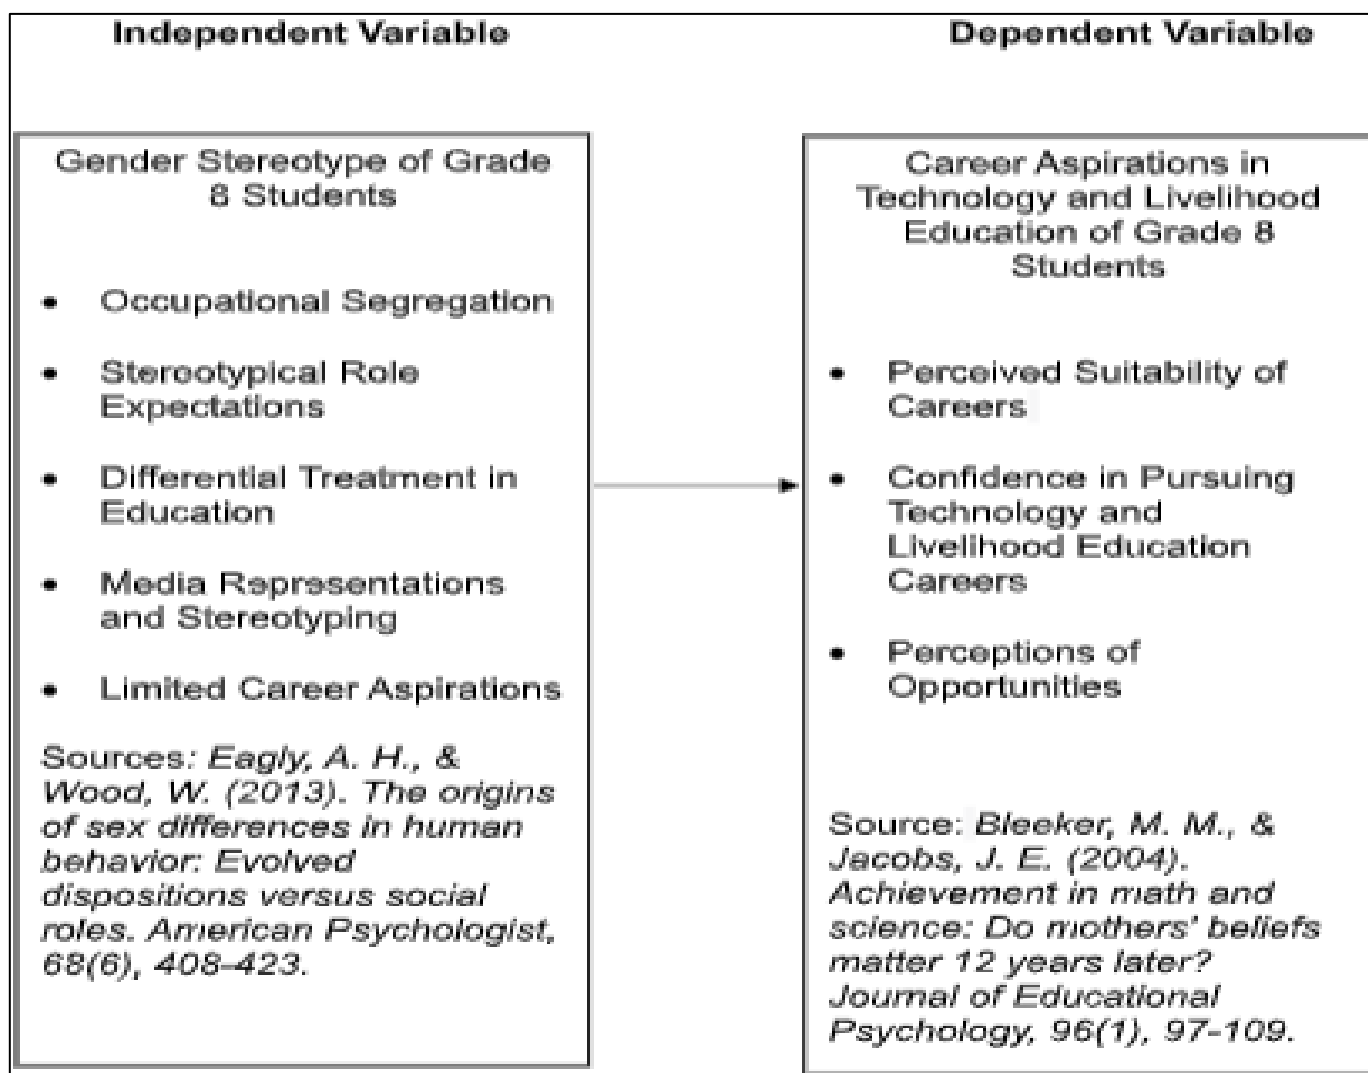 Independent Variable
Dependent Variable
Gender Stereotype of Grade
8 Students
• Occupational Segregation
• Stereotypical Role
Expectations
• Differential Treatment in
Education
• Media Representations
and Stereotyping
• Limited Career Aspirations
Sources: Eagly, A. H., &
Wood, W. (2013). The origins
of sex differences in human
behavior: Evolved
dispositions versus social
roles. American Psychologist,
68(6), 408-423.
Career Aspirations in
Technology and Livelihood
Education of Grade 8
Students
• Perceived Suitability of
Careers
• Confidence in Pursuing
Technology and
Livelihood Education
Careers
• Perceptions of
Opportunities
Source: Bleeker, M. M., &
Jacobs, J. E. (2004).
Achievement in math and
science: Do mothers' beliefs
matter 12 years later?
Journal of Educational
Psychology, 96(1), 97-109.